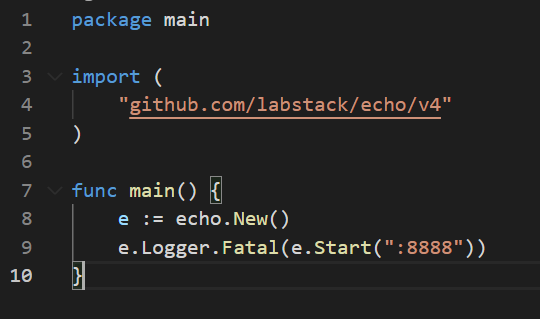 1 package main
2
3 import (
4     "github.com/labstack/echo/v4"
5 )
6
7 func main() {
8     e := echo.New()
9     e.Logger.Fatal(e.Start(":8888"))
10 }